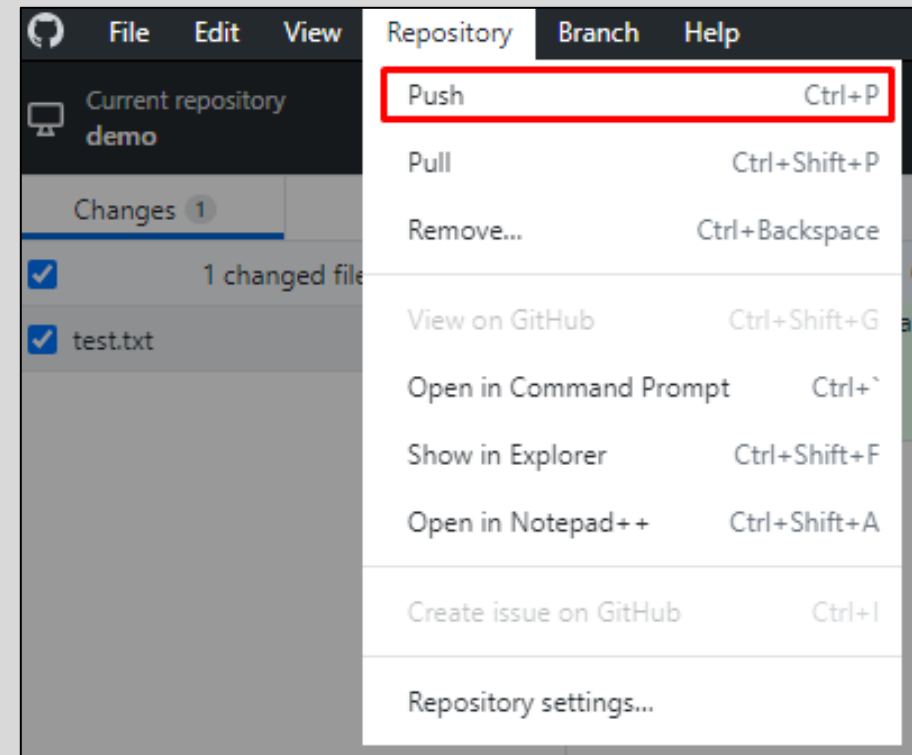 File Edit View Repository Branch Help
Current repository
demo
Changes 1
1 changed file
test.txt
Push Ctrl+P
Pull Ctrl+Shift+P
Remove... Ctrl+Backspace
View on GitHub Ctrl+Shift+G
Open in Command Prompt Ctrl+`
Show in Explorer Ctrl+Shift+F
Open in Notepad++ Ctrl+Shift+A
Create issue on GitHub Ctrl+I
Repository settings...